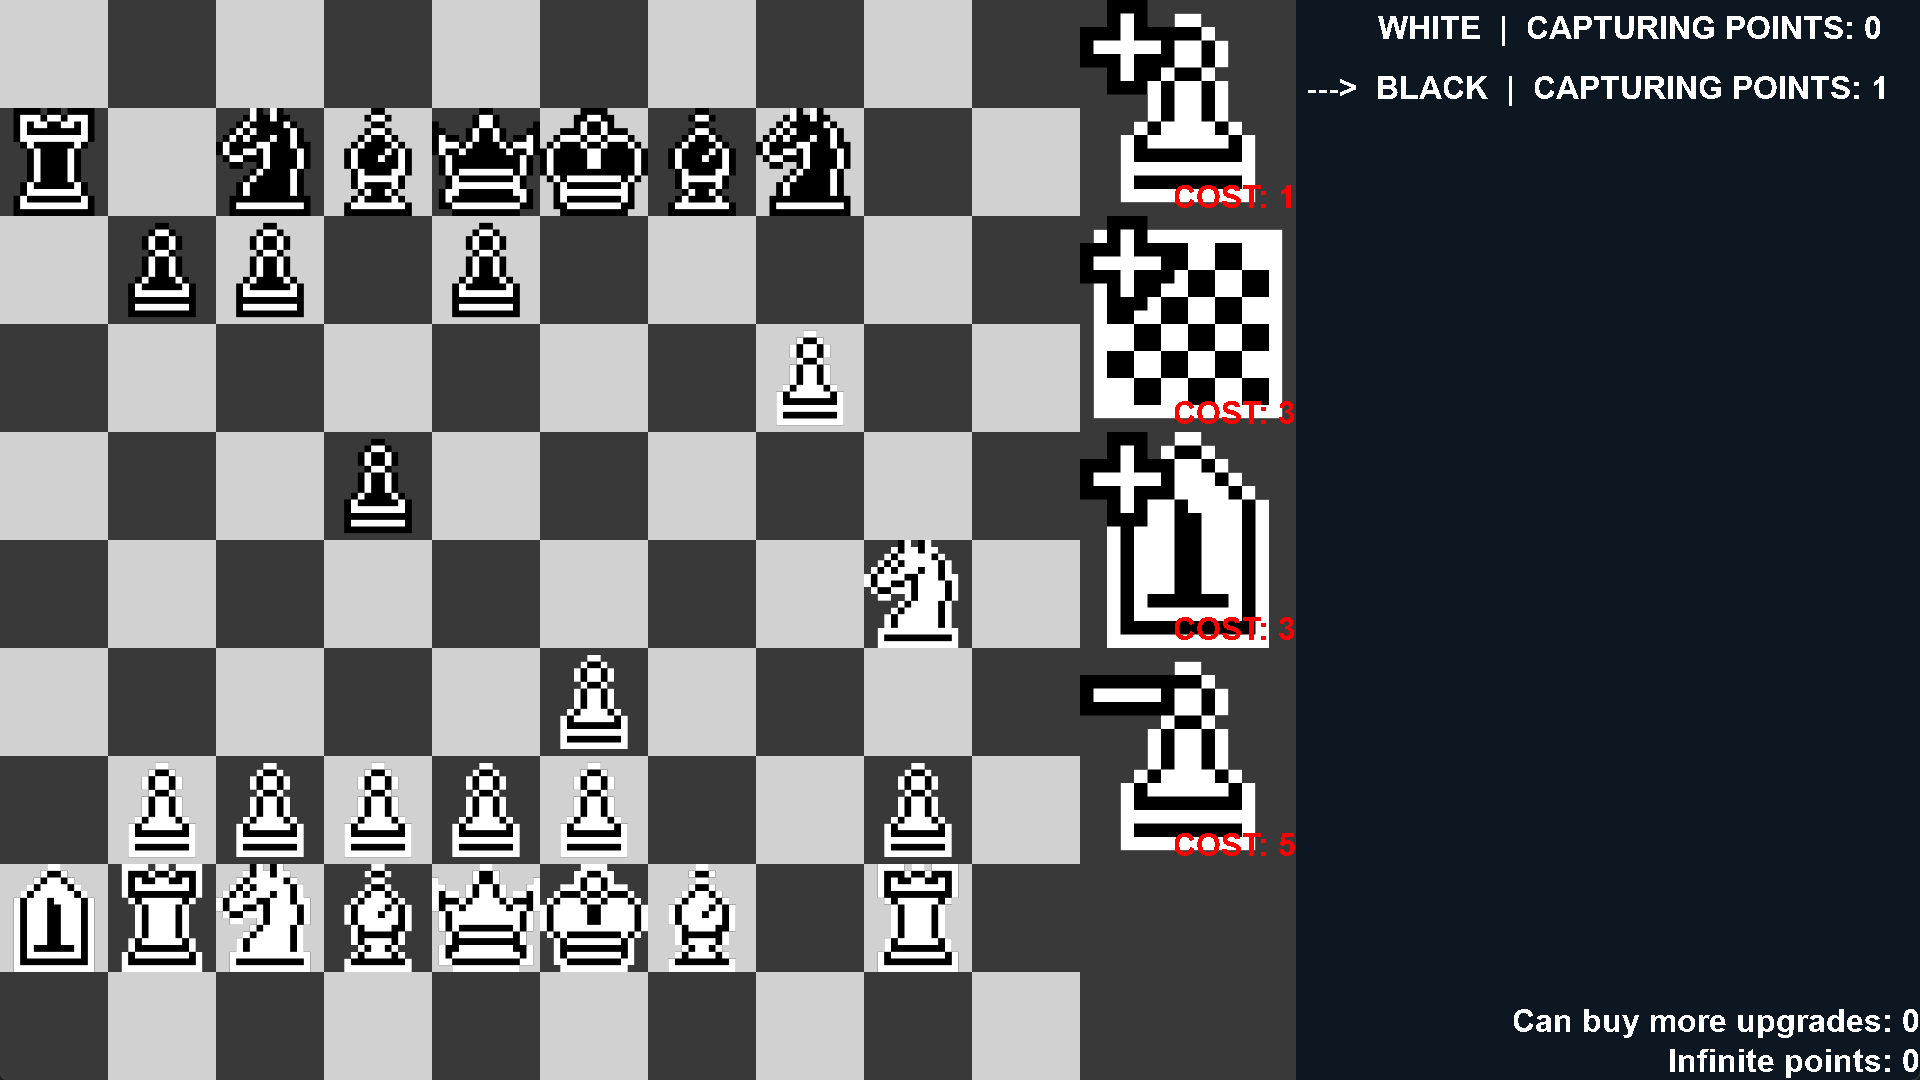 WHITE | CAPTURING POINTS: 0
---> BLACK | CAPTURING POINTS: 1
COST: 1
COST: 3
COST: 3
COST: 5
Can buy more upgrades: 0
Infinite points: 0